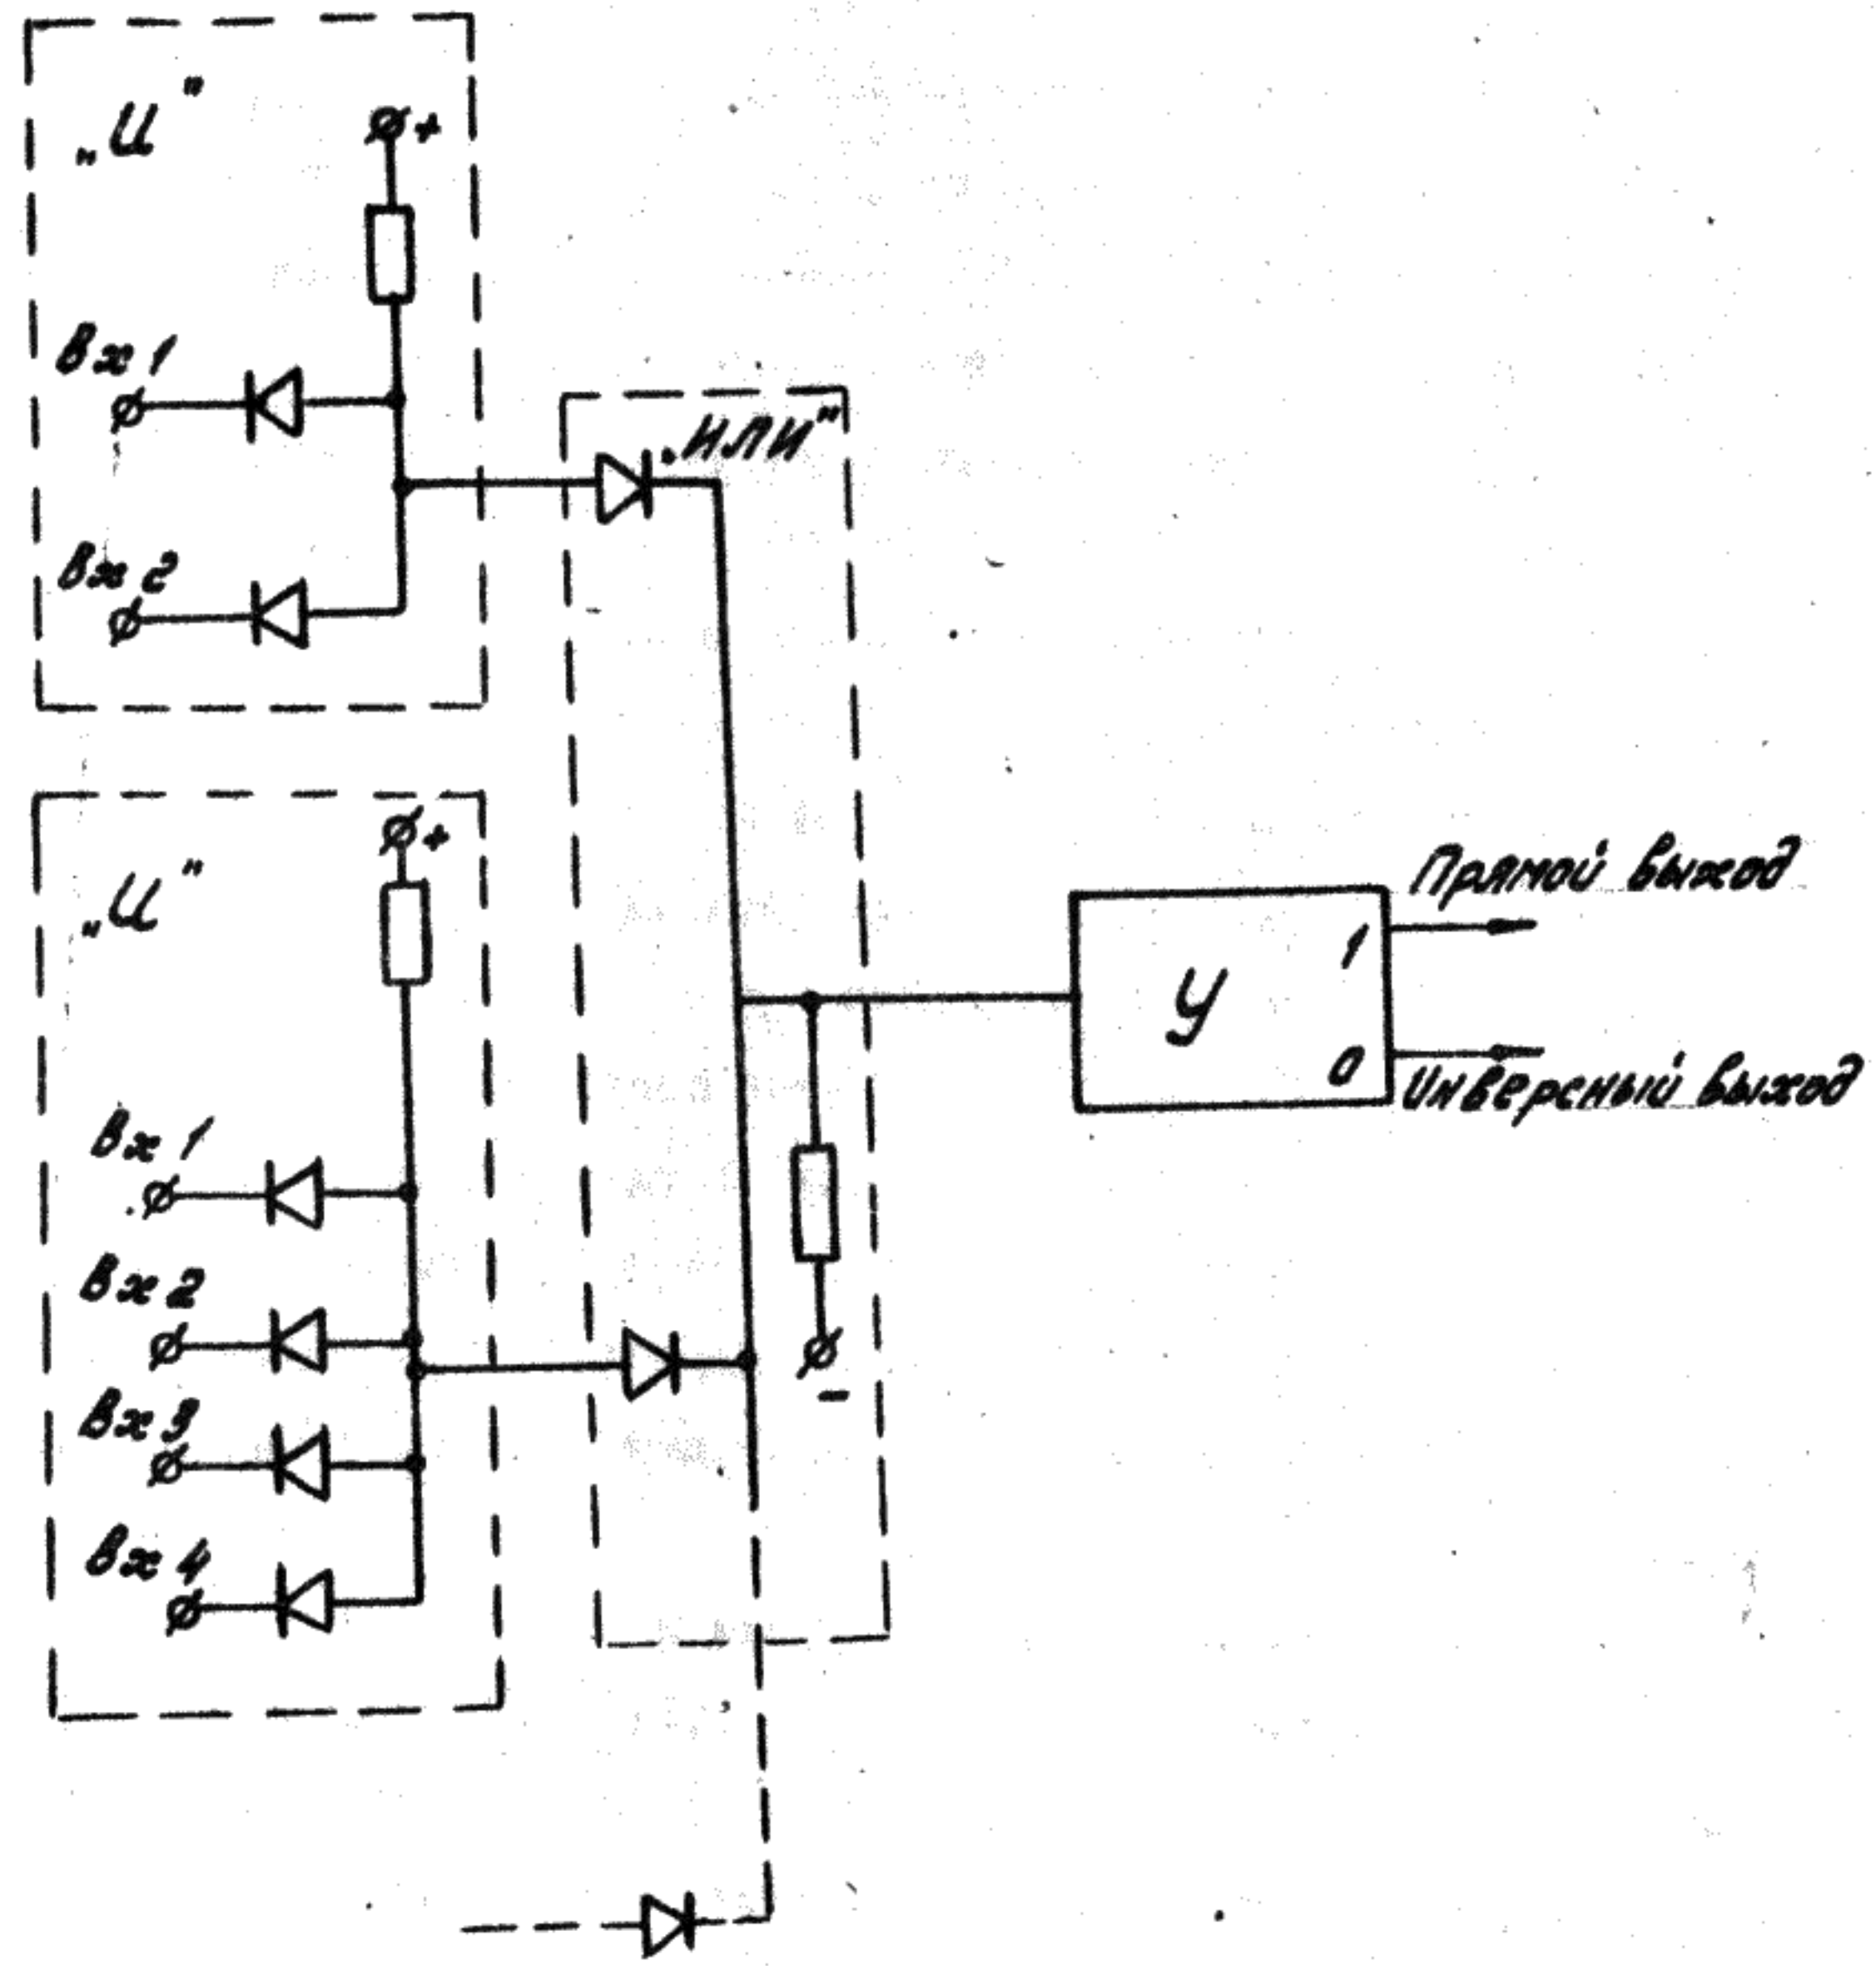 „И"
+
Вх 1
Вх 2
„ИЛИ"
„И"
+
Вх 1
Вх 2
Вх 3
Вх 4
-
У
1
0
Прямой выход
Инверсный выход